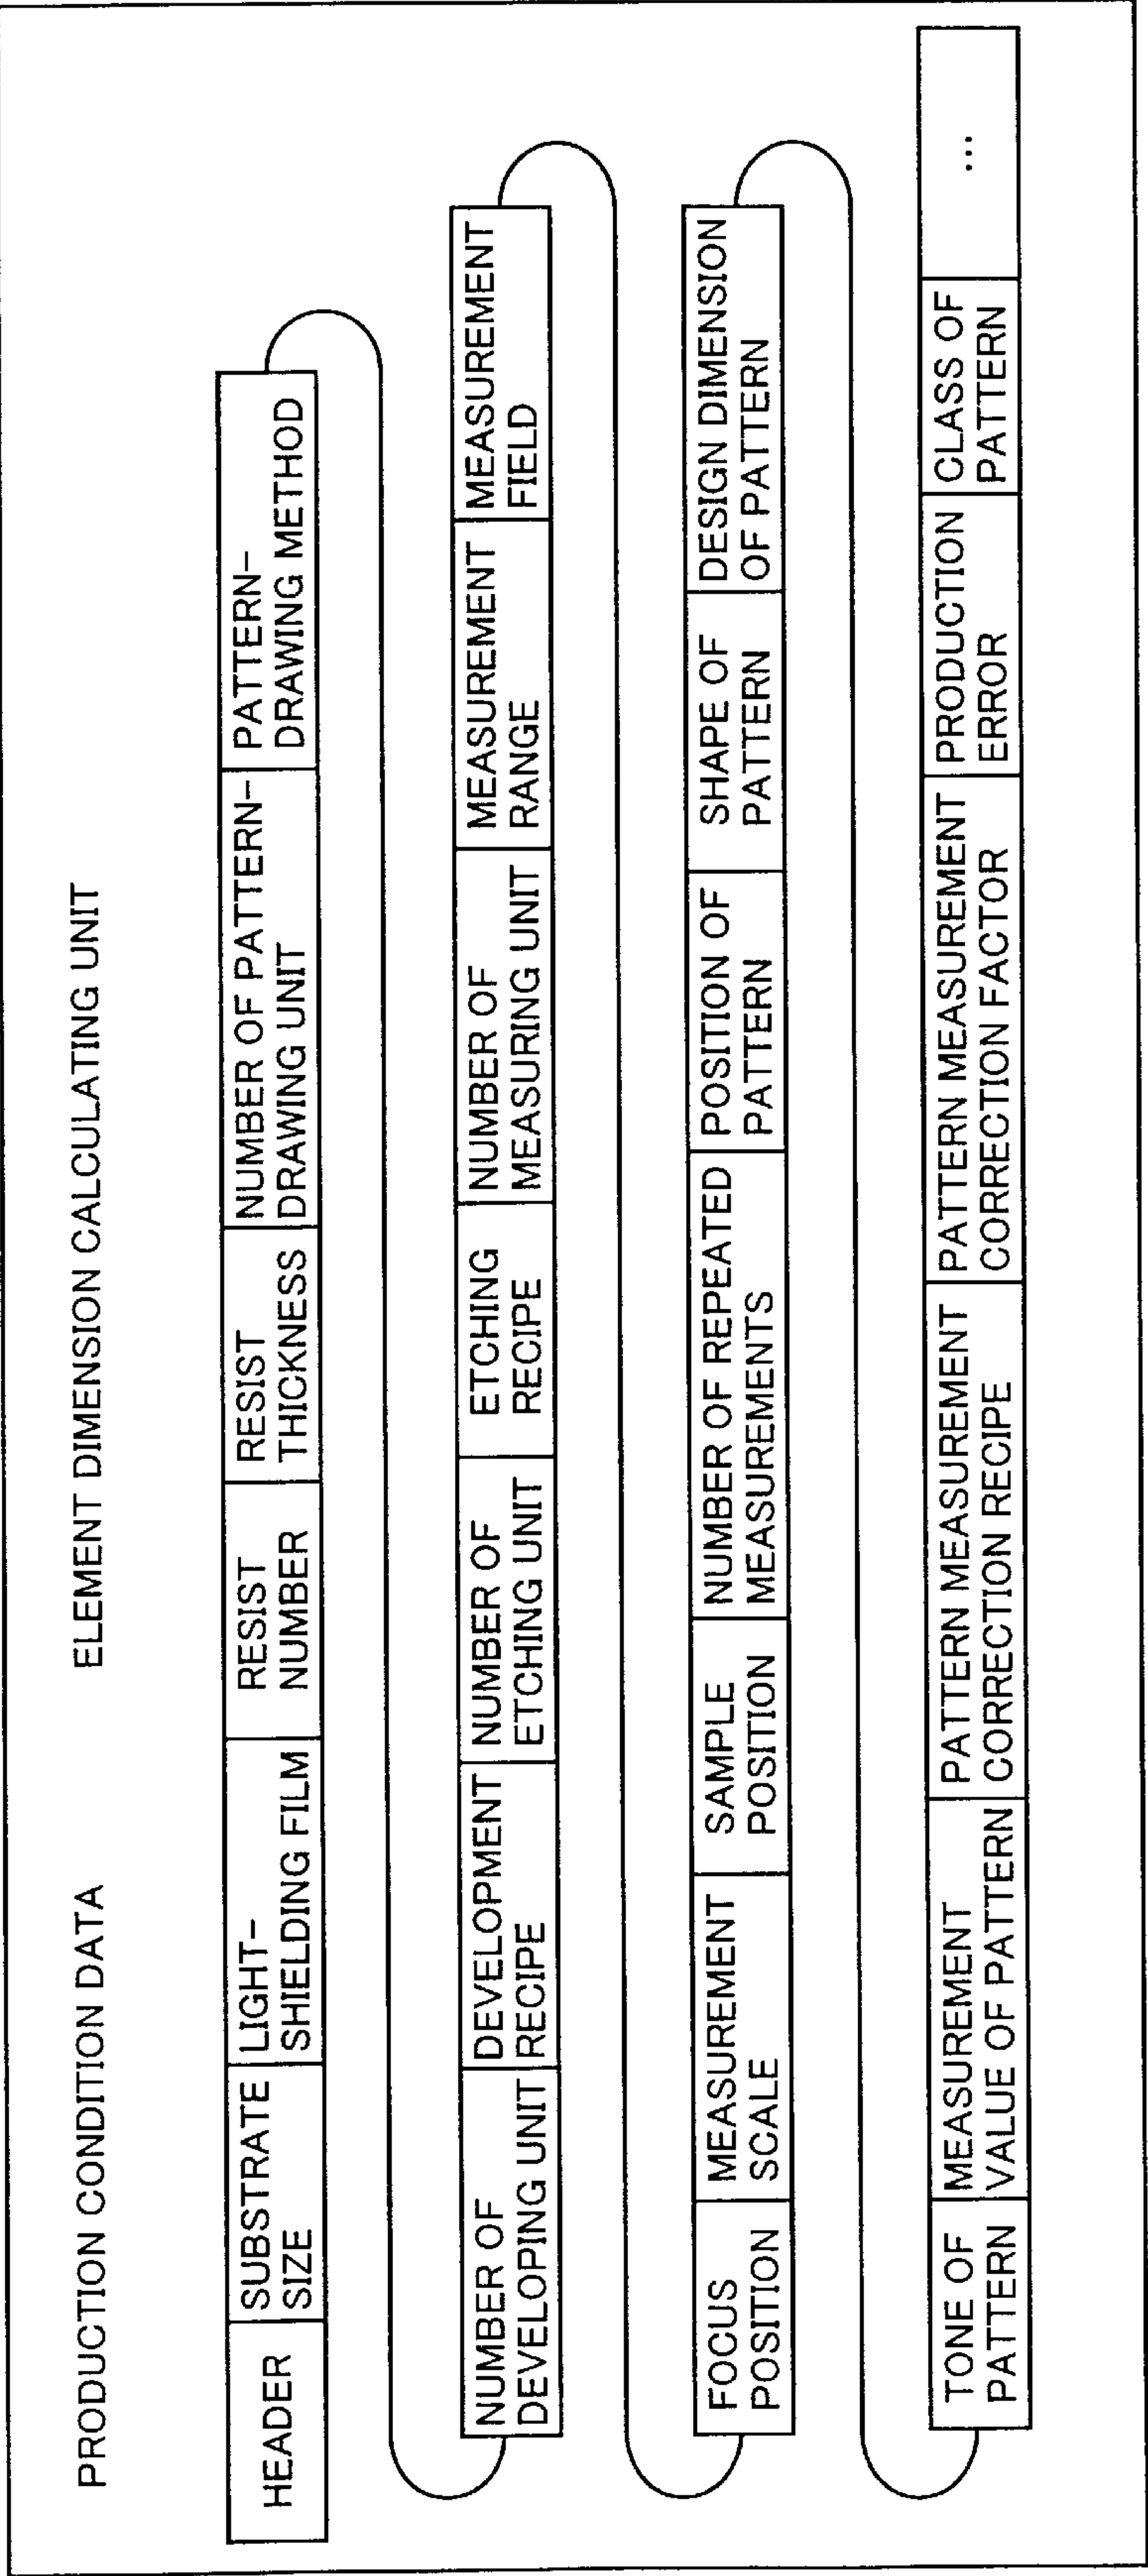 PRODUCTION CONDITION DATA
ELEMENT DIMENSION CALCULATING UNIT
HEADER
SUBSTRATE
SIZE
LIGHT-
SHIELDING FILM
RESIST
NUMBER
RESIST
THICKNESS
NUMBER OF PATTERN-
DRAWING UNIT
PATTERN-
DRAWING METHOD
NUMBER OF
DEVELOPING UNIT
DEVELOPMENT
RECIPE
NUMBER OF
ETCHING UNIT
ETCHING
RECIPE
NUMBER OF
MEASURING UNIT
MEASUREMENT
RANGE
MEASUREMENT
FIELD
FOCUS
POSITION
MEASUREMENT
SCALE
SAMPLE
POSITION
NUMBER OF REPEATED
MEASUREMENTS
POSITION OF
PATTERN
SHAPE OF
PATTERN
DESIGN DIMENSION
OF PATTERN
TONE OF
PATTERN
MEASUREMENT
VALUE OF PATTERN
PATTERN MEASUREMENT
CORRECTION RECIPE
PATTERN MEASUREMENT
CORRECTION FACTOR
PRODUCTION
ERROR
CLASS OF
PATTERN
...